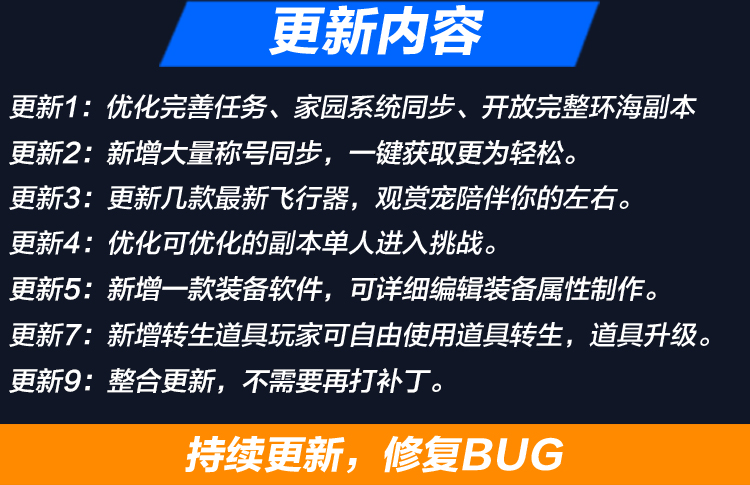 更新内容
更新1：优化完善任务、家园系统同步、开放完整环海副本
更新2：新增大量称号同步，一键获取更为轻松。
更新3：更新几款最新飞行器，观赏宠陪伴你的左右。
更新4：优化可优化的副本单人进入挑战。
更新5：新增一款装备软件，可详细编辑装备属性制作。
更新7：新增转生道具玩家可自由使用道具转生，道具升级。
更新9：整合更新，不需要再打补丁。
持续更新，修复BUG